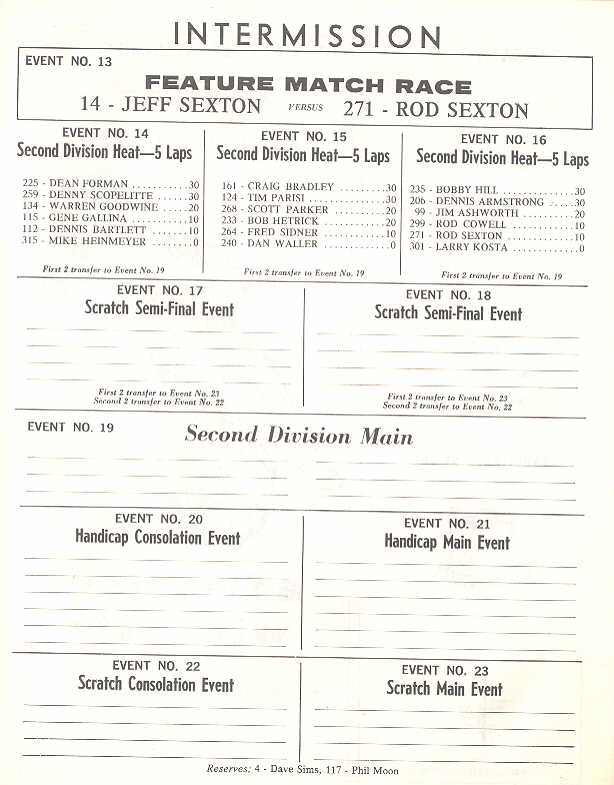 INTERMISSION
EVENT NO. 13
FEATURE MATCH RACE
14 - JEFF SEXTON VERSUS 271 - ROD SEXTON
EVENT NO. 14
Second Division Heat—5 Laps
225 - DEAN FORMAN ..........30
259 - DENNY SCOPELITTE ......30
134 - WARREN GOODWINE .....20
115 - GENE GALLINA ..........10
112 - DENNIS BARTLETT .......10
315 - MIKE HEINMEYER ........0
First 2 transfer to Event No. 19
EVENT NO. 15
Second Division Heat—5 Laps
161 - CRAIG BRADLEY .........30
124 - TIM PARISI .............30
268 - SCOTT PARKER .........20
233 - BOB HETRICK ...........20
264 - FRED SIDNER ..........10
240 - DAN WALLER ...........0
First 2 transfer to Event No. 19
EVENT NO. 16
Second Division Heat—5 Laps
235 - BOBBY HILL .............30
206 - DENNIS ARMSTRONG .....30
99 - JIM ASHWORTH ..........20
299 - ROD COWELL ...........10
271 - ROD SEXTON ...........10
301 - LARRY KOSTA ...........0
First 2 transfer to Event No. 19
EVENT NO. 17
Scratch Semi-Final Event
First 2 transfer to Event No. 23
Second 2 transfer to Event No. 22
EVENT NO. 18
Scratch Semi-Final Event
First 2 transfer to Event No. 23
Second 2 transfer to Event No. 22
EVENT NO. 19
Second Division Main
EVENT NO. 20
Handicap Consolation Event
EVENT NO. 21
Handicap Main Event
EVENT NO. 22
Scratch Consolation Event
EVENT NO. 23
Scratch Main Event
Reserves: 4 - Dave Sims, 117 - Phil Moon